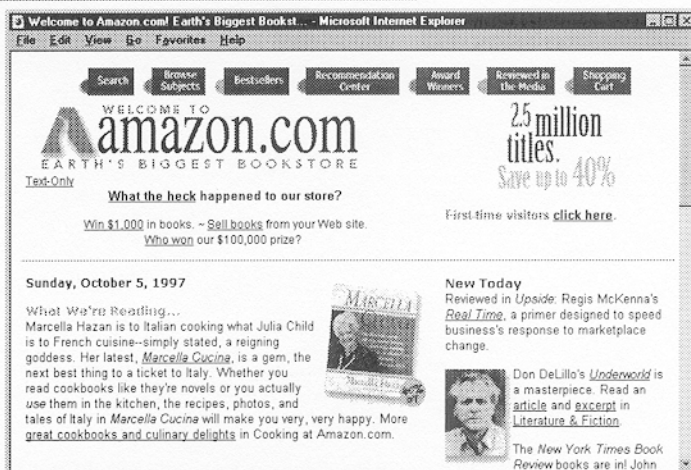 Welcome to Amazon.com! Earth's Biggest Bookst... - Microsoft Internet Explorer
File Edit View Go Favorites Help
Search
Browse
Subjects
Bestsellers
Recommendation
Center
Award
Winners
Reviewed in
the Media
Shopping
Cart
WELCOME TO
amazon.com
EARTH'S BIGGEST BOOKSTORE
2.5 million
titles.
Save up to 40%
Text-Only
What the heck happened to our store?
Win $1,000 in books. ~ Sell books from your Web site.
Who won our $100,000 prize?
First-time visitors click here.
Sunday, October 5, 1997
What We're Reading...
Marcella Hazan is to Italian cooking what Julia Child
is to French cuisine--simply stated, a reigning
goddess. Her latest, Marcella Cucina, is a gem, the
next best thing to a ticket to Italy. Whether you
read cookbooks like they're novels or you actually
use them in the kitchen, the recipes, photos, and
tales of Italy in Marcella Cucina will make you very, very happy. More
great cookbooks and culinary delights in Cooking at Amazon.com.
MARCELLA
Marcella Hazan
New Today
Reviewed in Upside: Regis McKenna's
Real Time, a primer designed to speed
business's response to marketplace
change.
Don DeLillo's Underworld is
a masterpiece. Read an
article and excerpt in
Literature & Fiction.
The New York Times Book
Review books are in! John